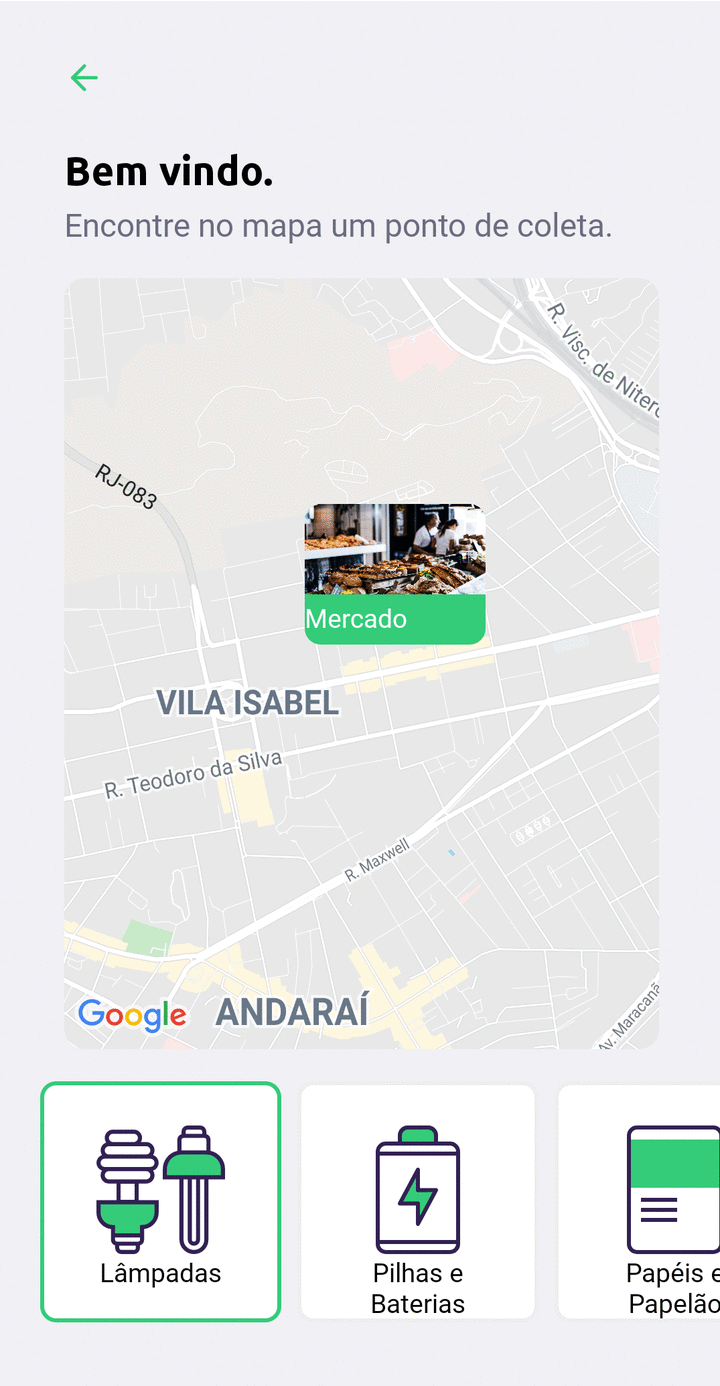 Bem vindo.
Encontre no mapa um ponto de coleta.
R. Visc. de Niteró
RJ-083
Mercado
VILA ISABEL
R. Teodoro da Silva
R. Maxwell
Google
ANDARAÍ
Av. Maracanã
Lâmpadas
Pilhas e
Baterias
Papéis e
Papelão